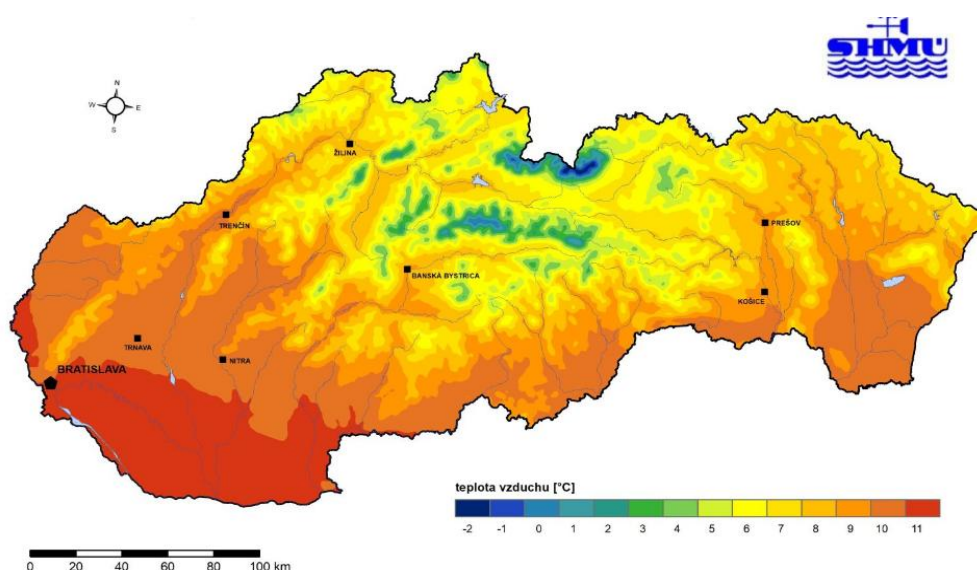 SHMÚ
N
W E
S
ŽILINA
TRENČÍN
PREŠOV
BANSKÁ BYSTRICA
KOŠICE
TRNAVA
NITRA
BRATISLAVA
teplota vzduchu [°C]
-2 -1 0 1 2 3 4 5 6 7 8 9 10 11
0 20 40 60 80 100 km